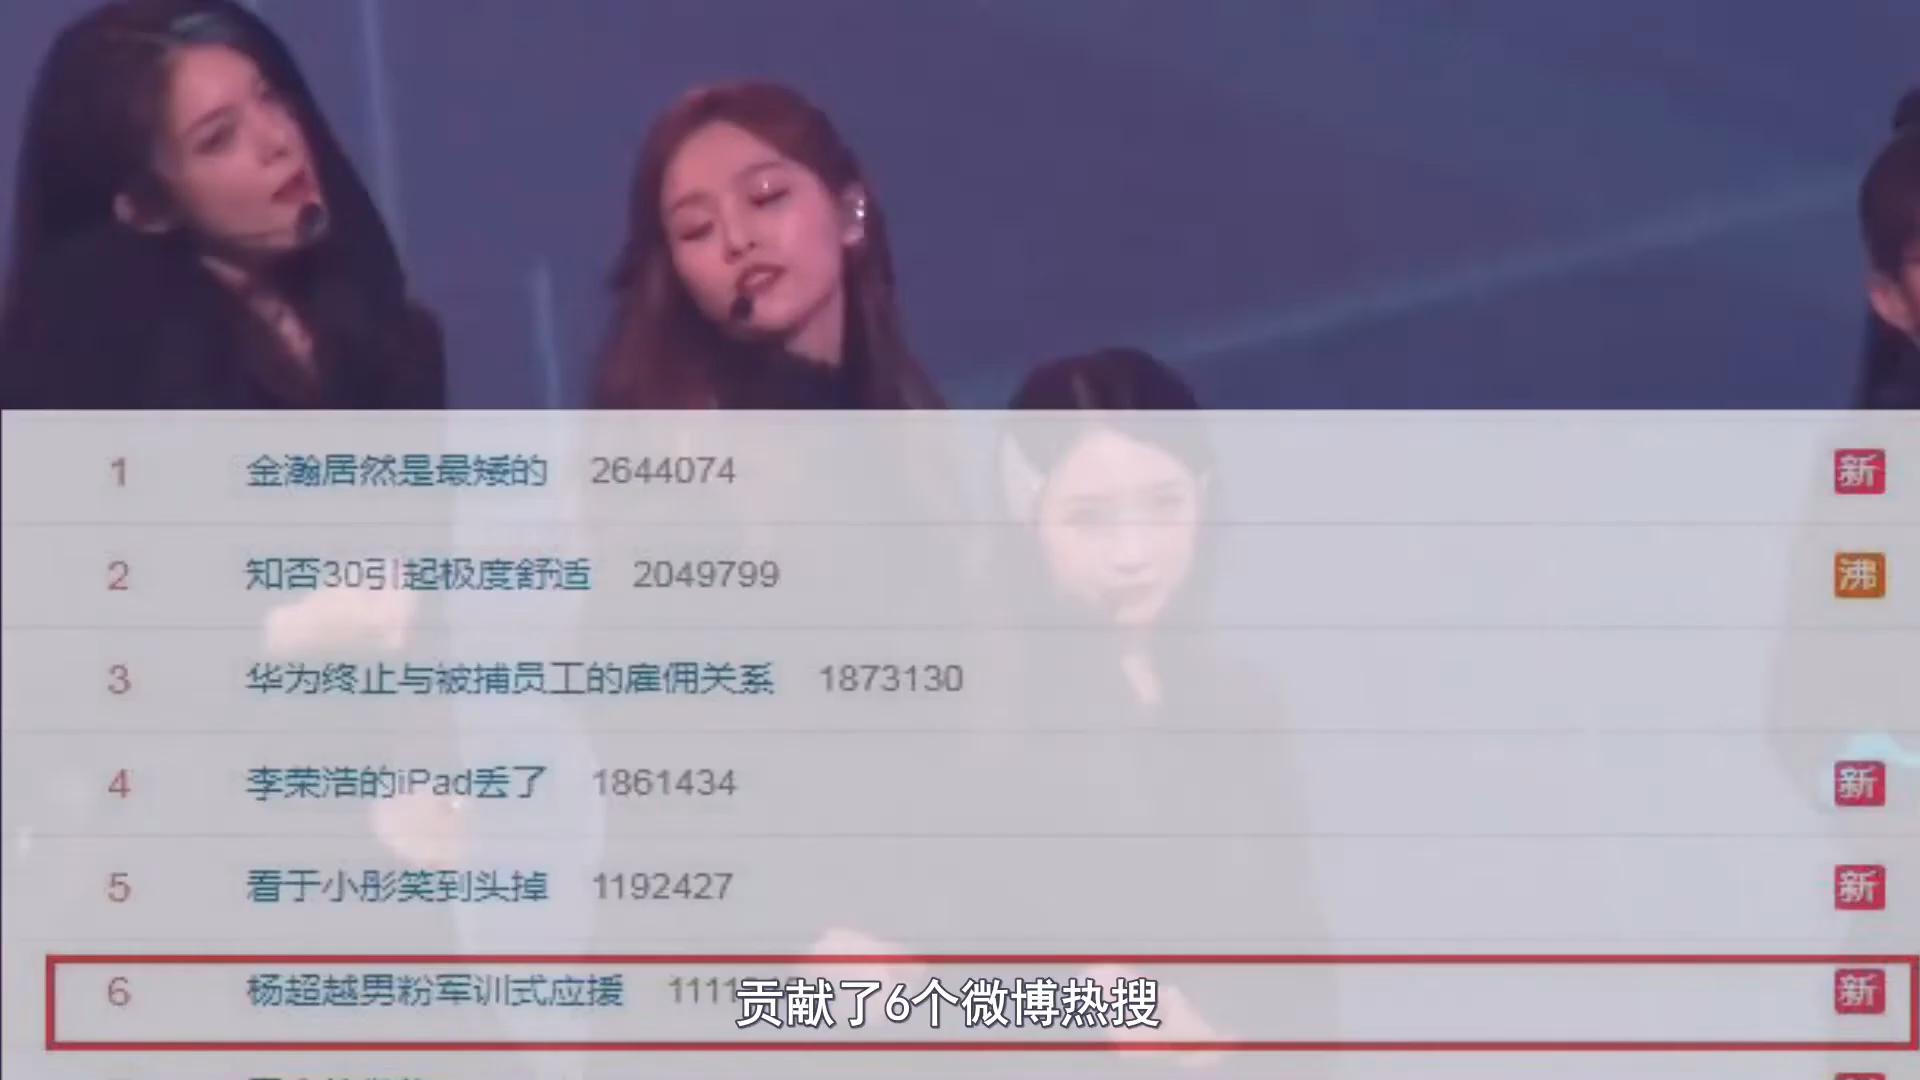 1 金瀚居然是最矮的 2644074 新
2 知否30引起极度舒适 2049799 沸
3 华为终止与被捕员工的雇佣关系 1873130
4 李荣浩的iPad丢了 1861434 新
5 看于小彤笑到头掉 1192427 新
6 杨超越男粉军训式应援 1111 新
贡献了6个微博热搜